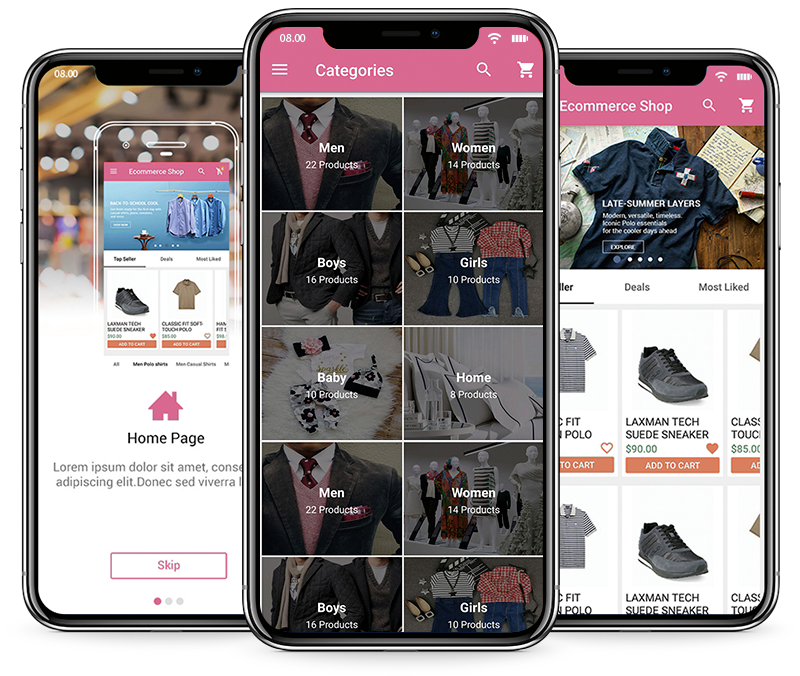 08.00
Ecommerce Shop
BACK TO SCHOOL COOL
Top Seller
Deals
Most Liked
LAXMAN TECH
SUEDE SNEAKER
$90.00
ADD TO CART
CLASSIC FIT SOFT-
TOUCH POLO
$85.00
ADD TO CART
HAN
FIT S
$98.
All
Men Polo shirts
Men Casual Shirts
M
Home Page
Lorem ipsum dolor sit amet, conse
adipiscing elit.Donec sed viverra l
Skip
08.00
Categories
Men
22 Products
Women
14 Products
Boys
16 Products
Girls
10 Products
Baby
10 Products
Home
8 Products
Men
22 Products
Women
14 Products
Boys
16 Products
Girls
10 Products
Ecommerce Shop
LATE-SUMMER LAYERS
Modern, versatile, timeless.
Iconic Polo essentials
for the cooler days ahead
EXPLORE
ller
Deals
Most Liked
C FIT
N POLO
TO CART
LAXMAN TECH
SUEDE SNEAKER
$90.00
ADD TO CART
CLASS
TOUCH
$85.0
A
C FIT
N POLO
LAXMAN TECH
SUEDE SNEAKER
CLASS
TOUCH